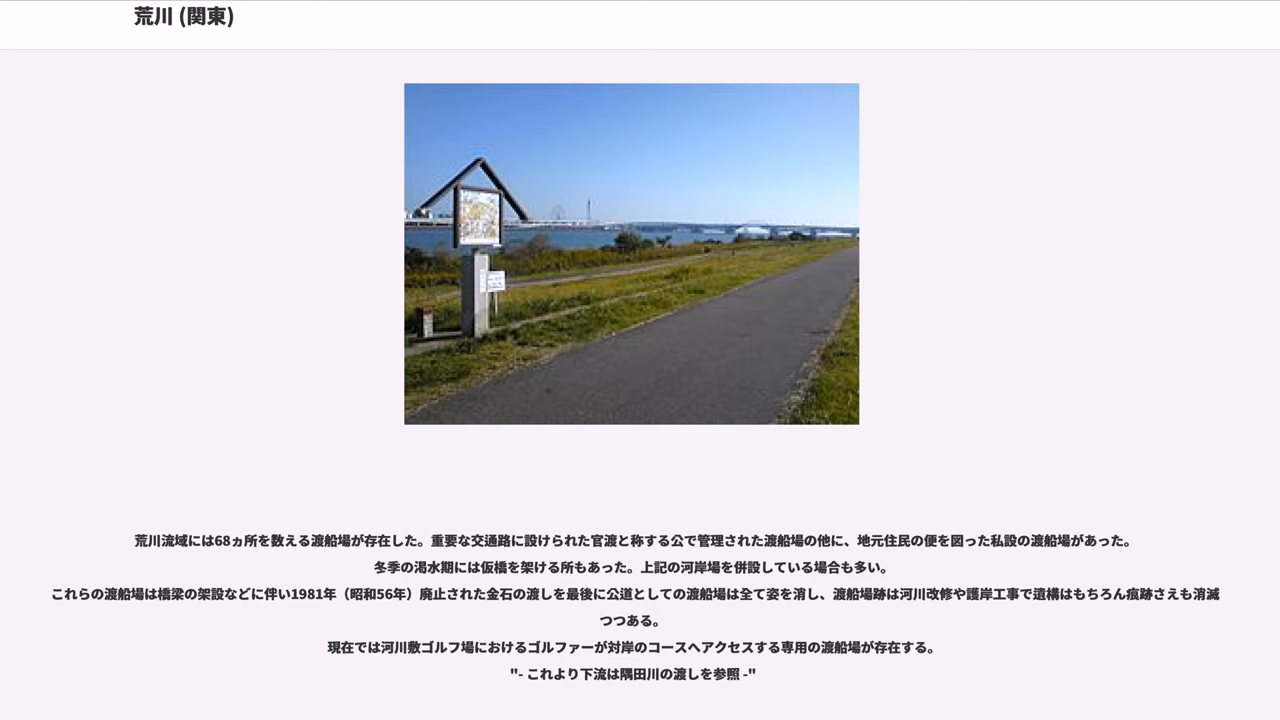 荒川 (関東)
荒川流域には68ヵ所を数える渡船場が存在した。重要な交通路に設けられた官渡と称する公で管理された渡船場の他に、地元住民の便を図った私設の渡船場があった。
冬季の渇水期には仮橋を架ける所もあった。上記の河岸場を併設している場合も多い。
これらの渡船場は橋梁の架設などに伴い1981年（昭和56年）廃止された金石の渡しを最後に公道としての渡船場は全て姿を消し、渡船場跡は河川改修や護岸工事で遺構はもちろん痕跡さえも消滅
つつある。
現在では河川敷ゴルフ場におけるゴルファーが対岸のコースへアクセスする専用の渡船場が存在する。
"- これより下流は隅田川の渡しを参照 -"